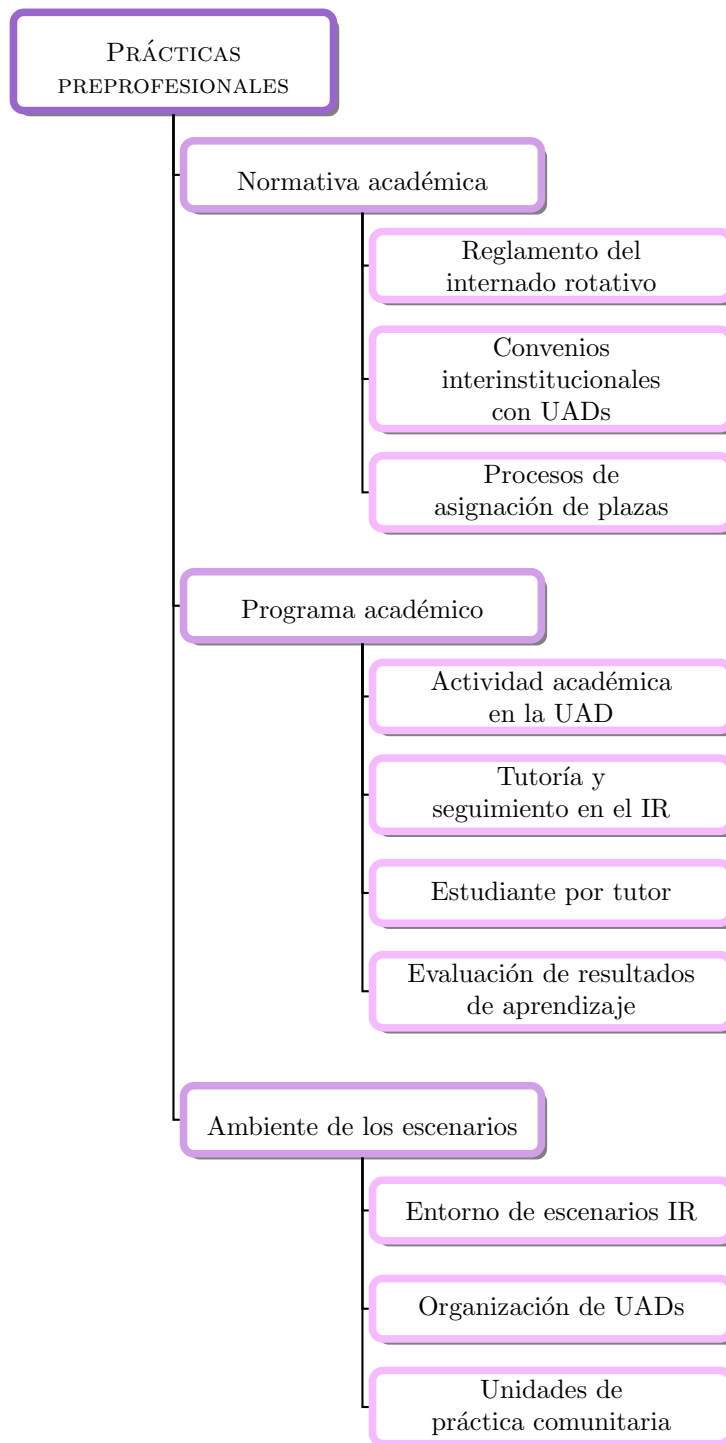 PRÁCTICAS
PREPROFESIONALES
Normativa académica
Reglamento del
internado rotativo
Convenios
interinstitucionales
con UADs
Procesos de
asignación de plazas
Programa académico
Actividad académica
en la UAD
Tutoría y
seguimiento en el IR
Estudiante por tutor
Evaluación de resultados
de aprendizaje
Ambiente de los escenarios
Entorno de escenarios IR
Organización de UADs
Unidades de
práctica comunitaria